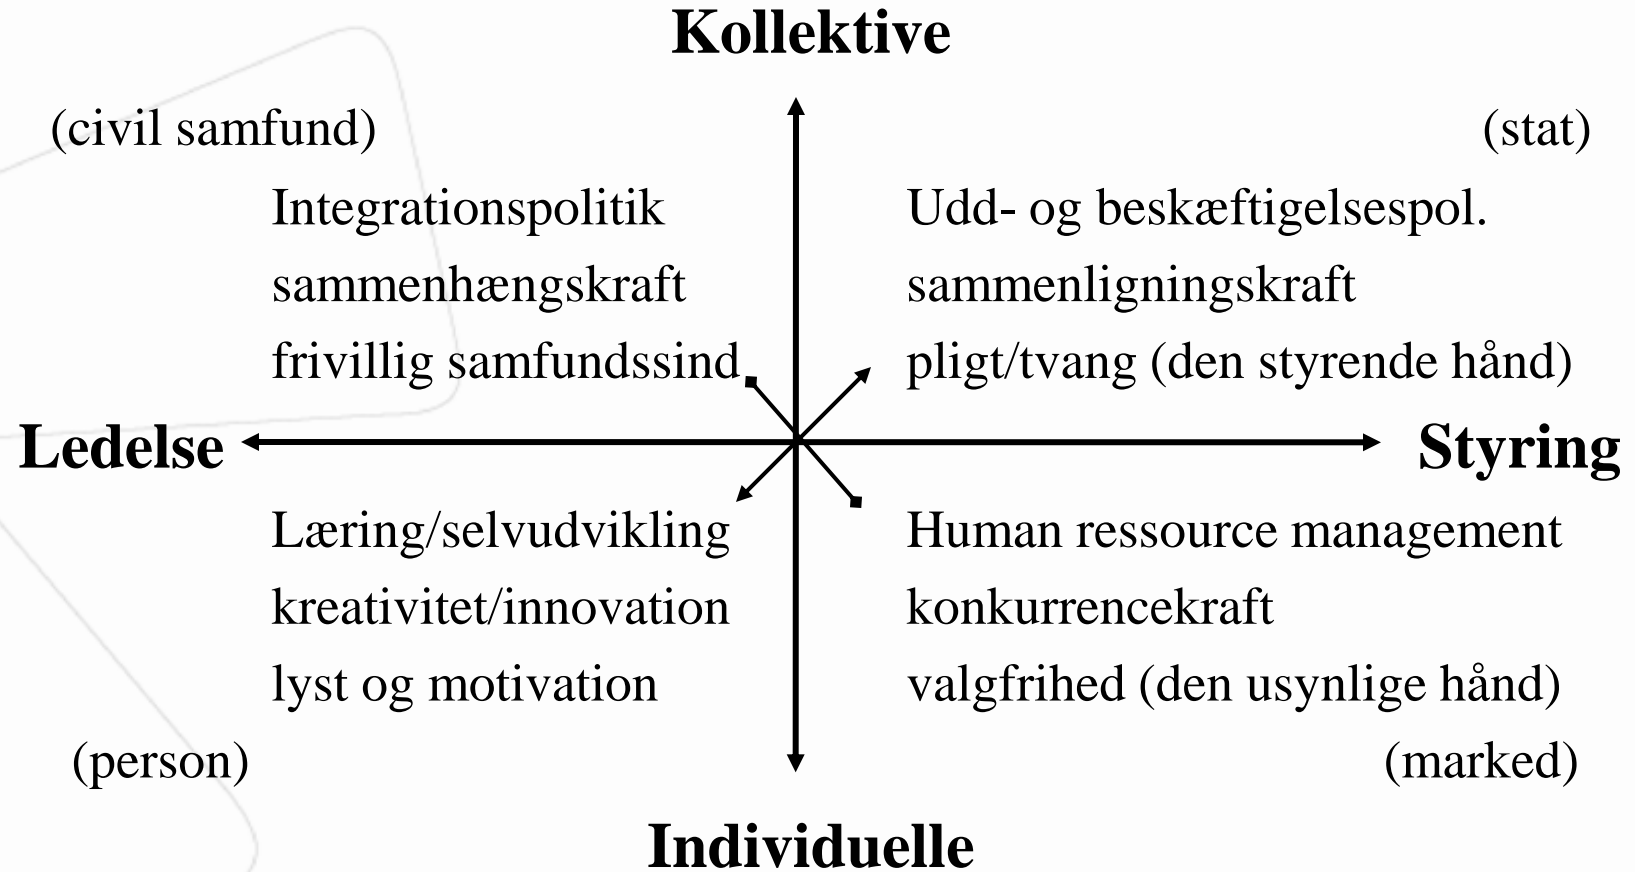 Kollektive
(civil samfund)
(stat)
Integrationspolitik
sammenhængskraft
frivillig samfundssind
Udd- og beskæftigelsespol.
sammenligningskraft
pligt/tvang (den styrende hånd)
Ledelse
Styring
Læring/selvudvikling
kreativitet/innovation
lyst og motivation
Human ressource management
konkurrencekraft
valgfrihed (den usynlige hånd)
(person)
(marked)
Individuelle